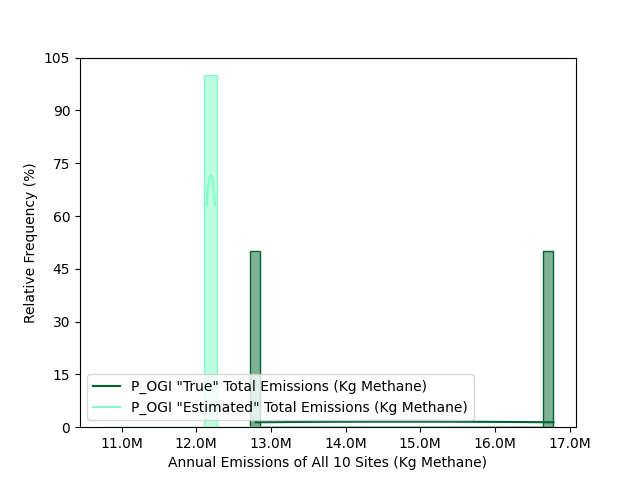 105
90
75
60
45
30
15
0
Relative Frequency (%)
P_OGI "True" Total Emissions (Kg Methane)
P_OGI "Estimated" Total Emissions (Kg Methane)
11.0M 12.0M 13.0M 14.0M 15.0M 16.0M 17.0M
Annual Emissions of All 10 Sites (Kg Methane)